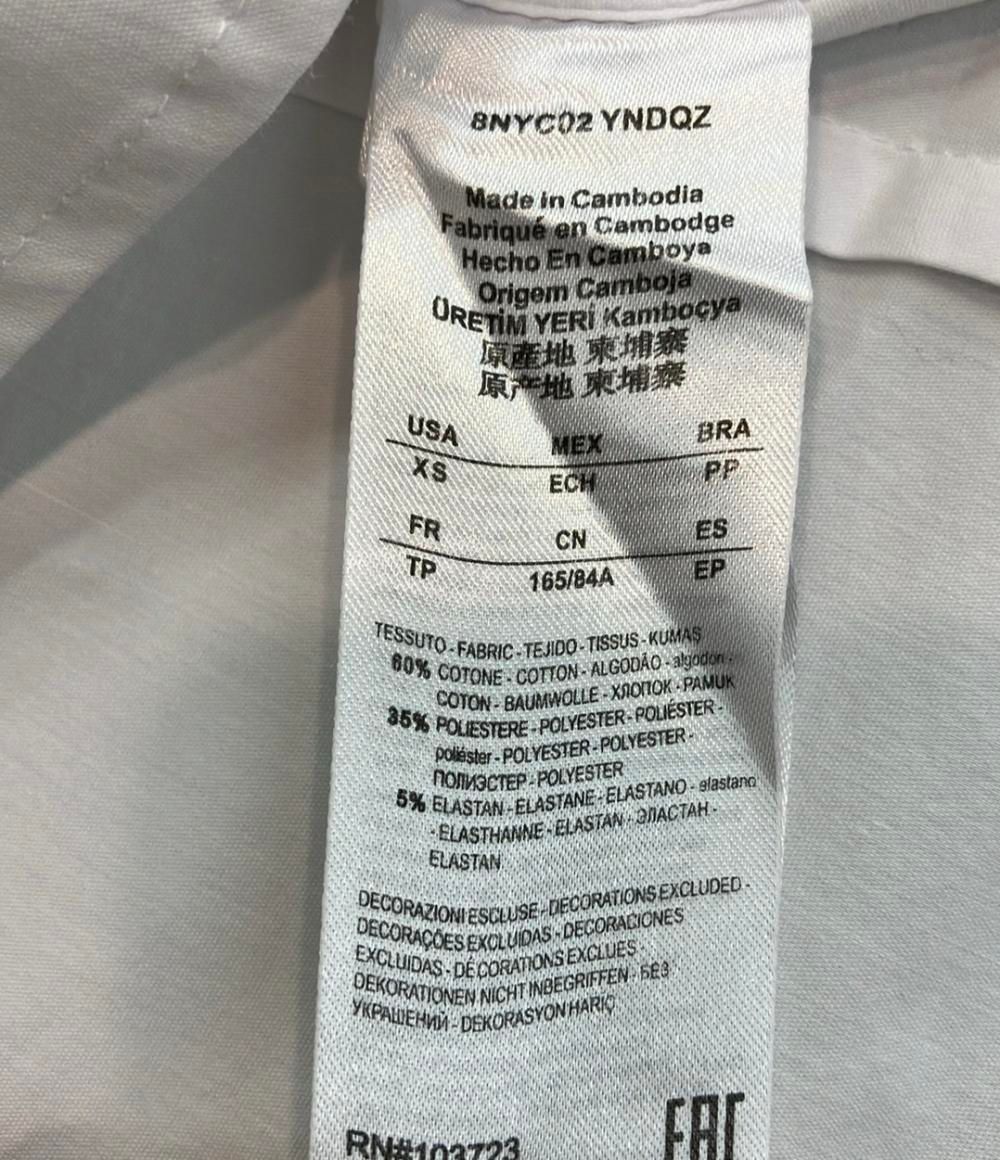 8NYC02 YNDQZ
Made in Cambodia
Fabriqué en Cambodge
Hecho En Camboya
Origem Camboja
ÜRETİM YERİ Kamboçya
原產地 柬埔寨
原产地 柬埔寨
USA MEX BRA
XS ECH PP
FR CN ES
TP 165/84A EP
TESSUTO - FABRIC - TEJIDO - TISSUS - KUMAS
60% COTONE - COTTON - ALGODÃO - algodon -
COTON - BAUMWOLLE - ХЛОПОК - PAMUK
35% POLIESTERE - POLYESTER - POLIÉSTER -
poliéster - POLYESTER - POLYESTER -
ПОЛИЭСТЕР - POLYESTER
5% ELASTAN - ELASTANE - ELASTANO - elastano
- ELASTHANNE - ELASTAN - ЭЛАСТАН -
ELASTAN
DECORAZIONI ESCLUSE - DECORATIONS EXCLUDED -
DECORAÇÕES EXCLUIDAS - DECORACIONES
EXCLUIDAS - DÉCORATIONS EXCLUES
DEKORATIONEN NICHT INBEGRIFFEN - БЕЗ
УКРАШЕНИЙ - DEKORASYON HARIÇ
RN#103723 EAC